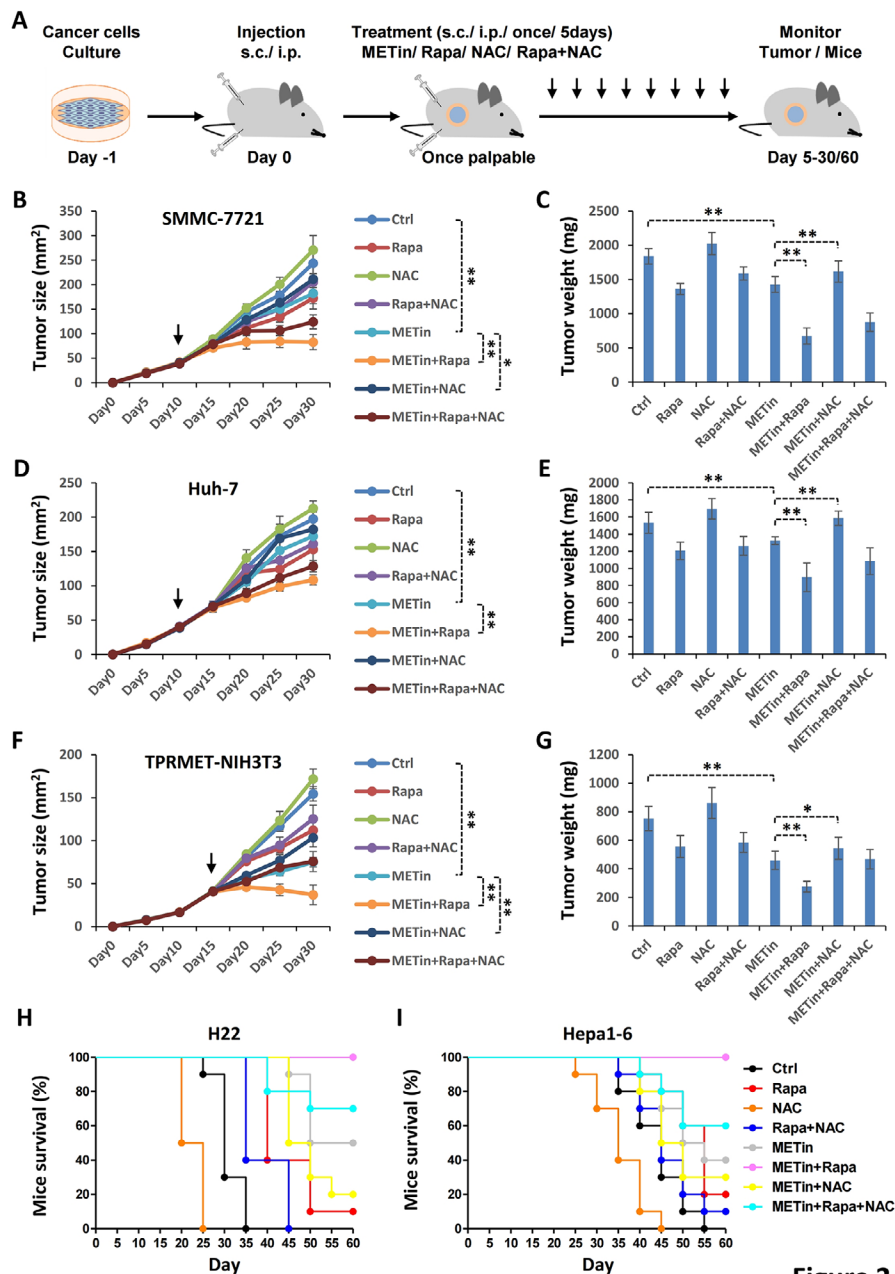 A
Cancer cells
Culture
Injection
s.c./ i.p.
Treatment (s.c./ i.p./ once/ 5days)
METin/ Rapa/ NAC/ Rapa+NAC
Monitor
Tumor / Mice
Day -1
Day 0
Once palpable
Day 5-30/60
B
SMMC-7721
Tumor size (mm²)
350
300
250
200
150
100
50
0
Day0
Day5
Day10
Day15
Day20
Day25
Day30
Ctrl
Rapa
NAC
Rapa+NAC
METin
METin+Rapa
METin+NAC
METin+Rapa+NAC
**
**
*
C
Tumor weight (mg)
2500
2000
1500
1000
500
0
**
**
**
Ctrl
Rapa
NAC
Rapa+NAC
METin
METin+Rapa
METin+NAC
METin+Rapa+NAC
D
Huh-7
Tumor size (mm²)
250
200
150
100
50
0
Day0
Day5
Day10
Day15
Day20
Day25
Day30
Ctrl
Rapa
NAC
Rapa+NAC
METin
METin+Rapa
METin+NAC
METin+Rapa+NAC
**
**
E
Tumor weight (mg)
1800
1600
1400
1200
1000
800
600
400
200
0
**
**
**
Ctrl
Rapa
NAC
Rapa+NAC
METin
METin+Rapa
METin+NAC
METin+Rapa+NAC
F
TPRMET-NIH3T3
Tumor size (mm²)
200
150
100
50
0
Day0
Day5
Day10
Day15
Day20
Day25
Day30
Ctrl
Rapa
NAC
Rapa+NAC
METin
METin+Rapa
METin+NAC
METin+Rapa+NAC
**
**
**
G
Tumor weight (mg)
1200
1000
800
600
400
200
0
**
*
**
Ctrl
Rapa
NAC
Rapa+NAC
METin
METin+Rapa
METin+NAC
METin+Rapa+NAC
H
H22
Mice survival (%)
100
80
60
40
20
0
0 5 10 15 20 25 30 35 40 45 50 55 60
Day
I
Hepa1-6
Mice survival (%)
100
80
60
40
20
0
0 5 10 15 20 25 30 35 40 45 50 55 60
Day
Ctrl
Rapa
NAC
Rapa+NAC
METin
METin+Rapa
METin+NAC
METin+Rapa+NAC